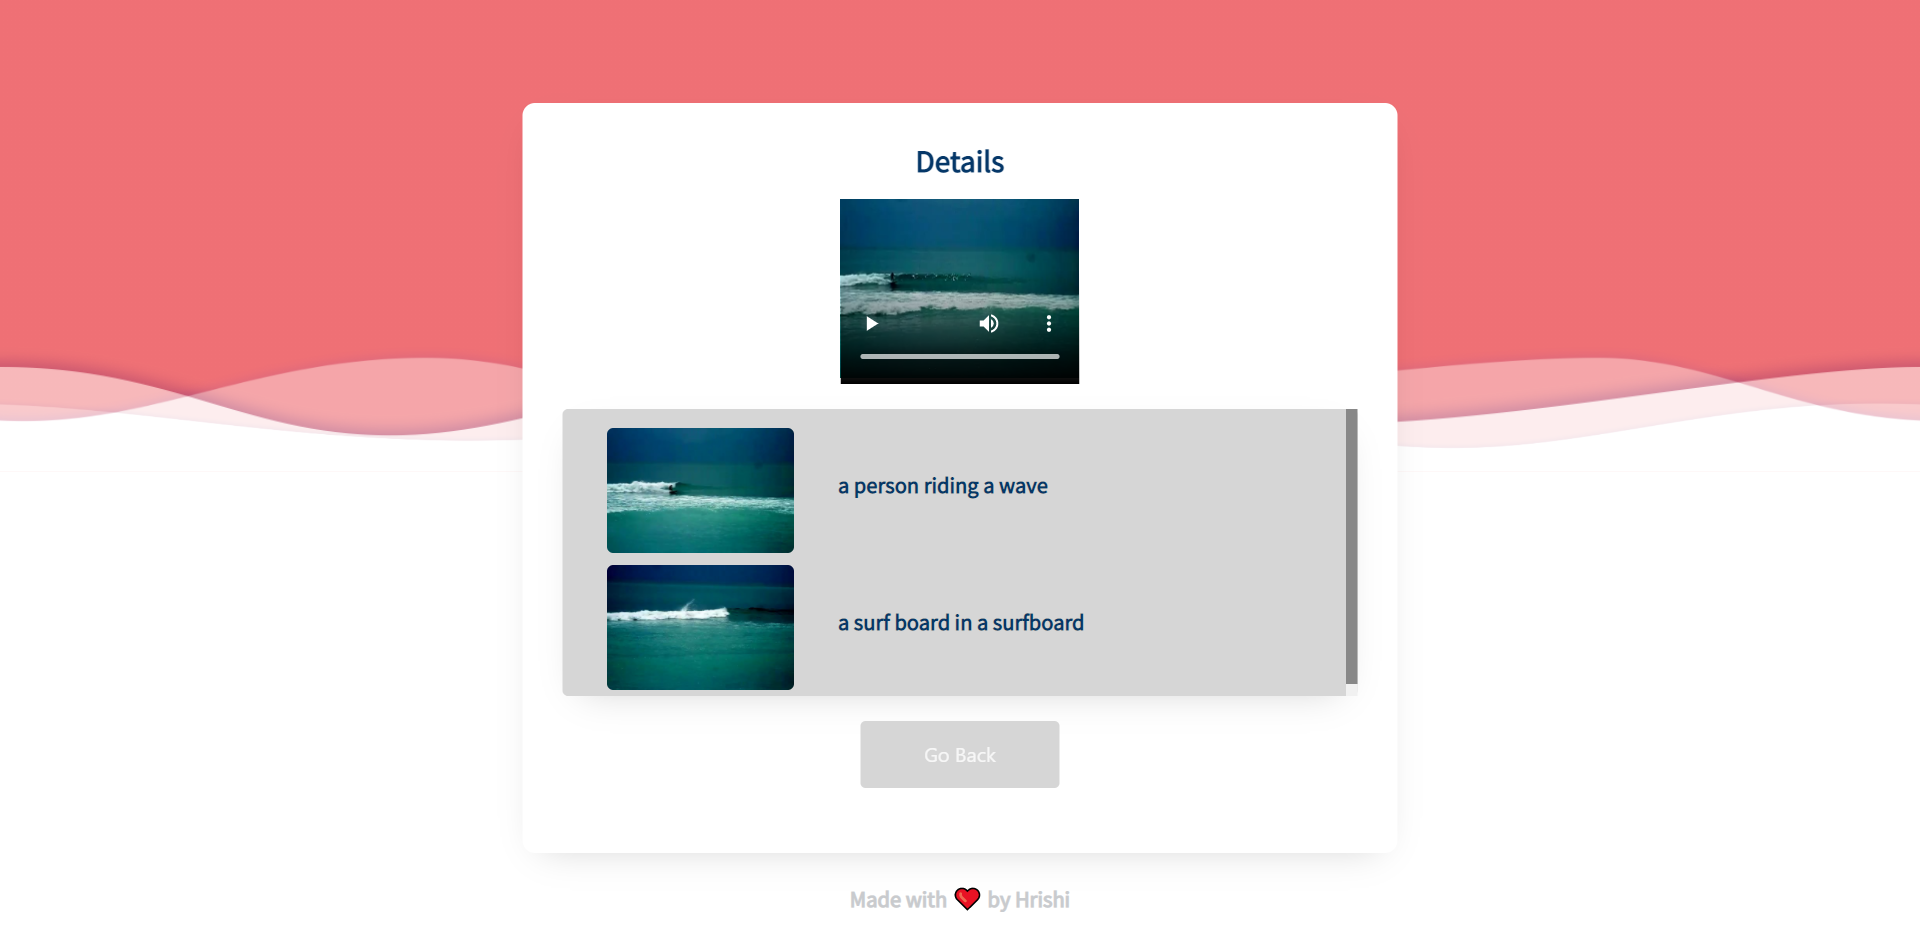 Details
a person riding a wave
a surf board in a surfboard
Go Back
Made with ❤️ by Hrishi